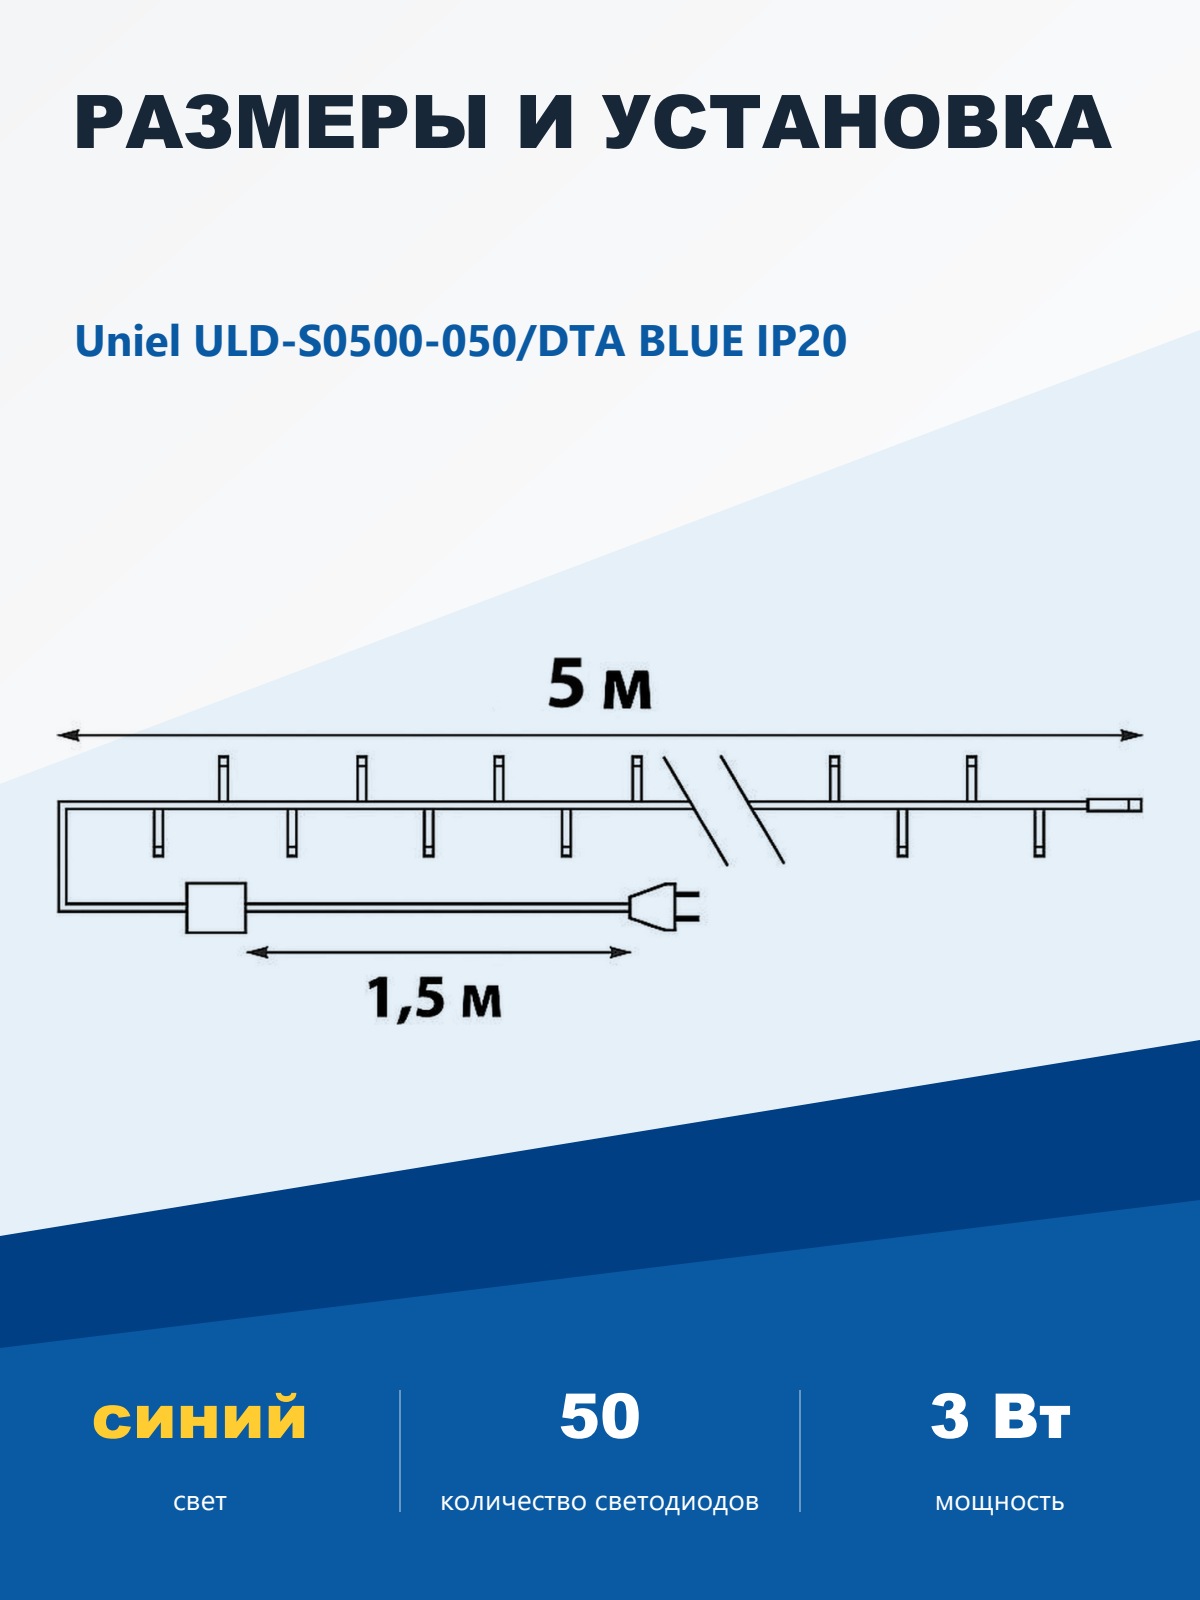 РАЗМЕРЫ И УСТАНОВКА
Uniel ULD-S0500-050/DTA BLUE IP20
5 м
1,5 м
синий
свет
50
количество светодиодов
3 Вт
мощность